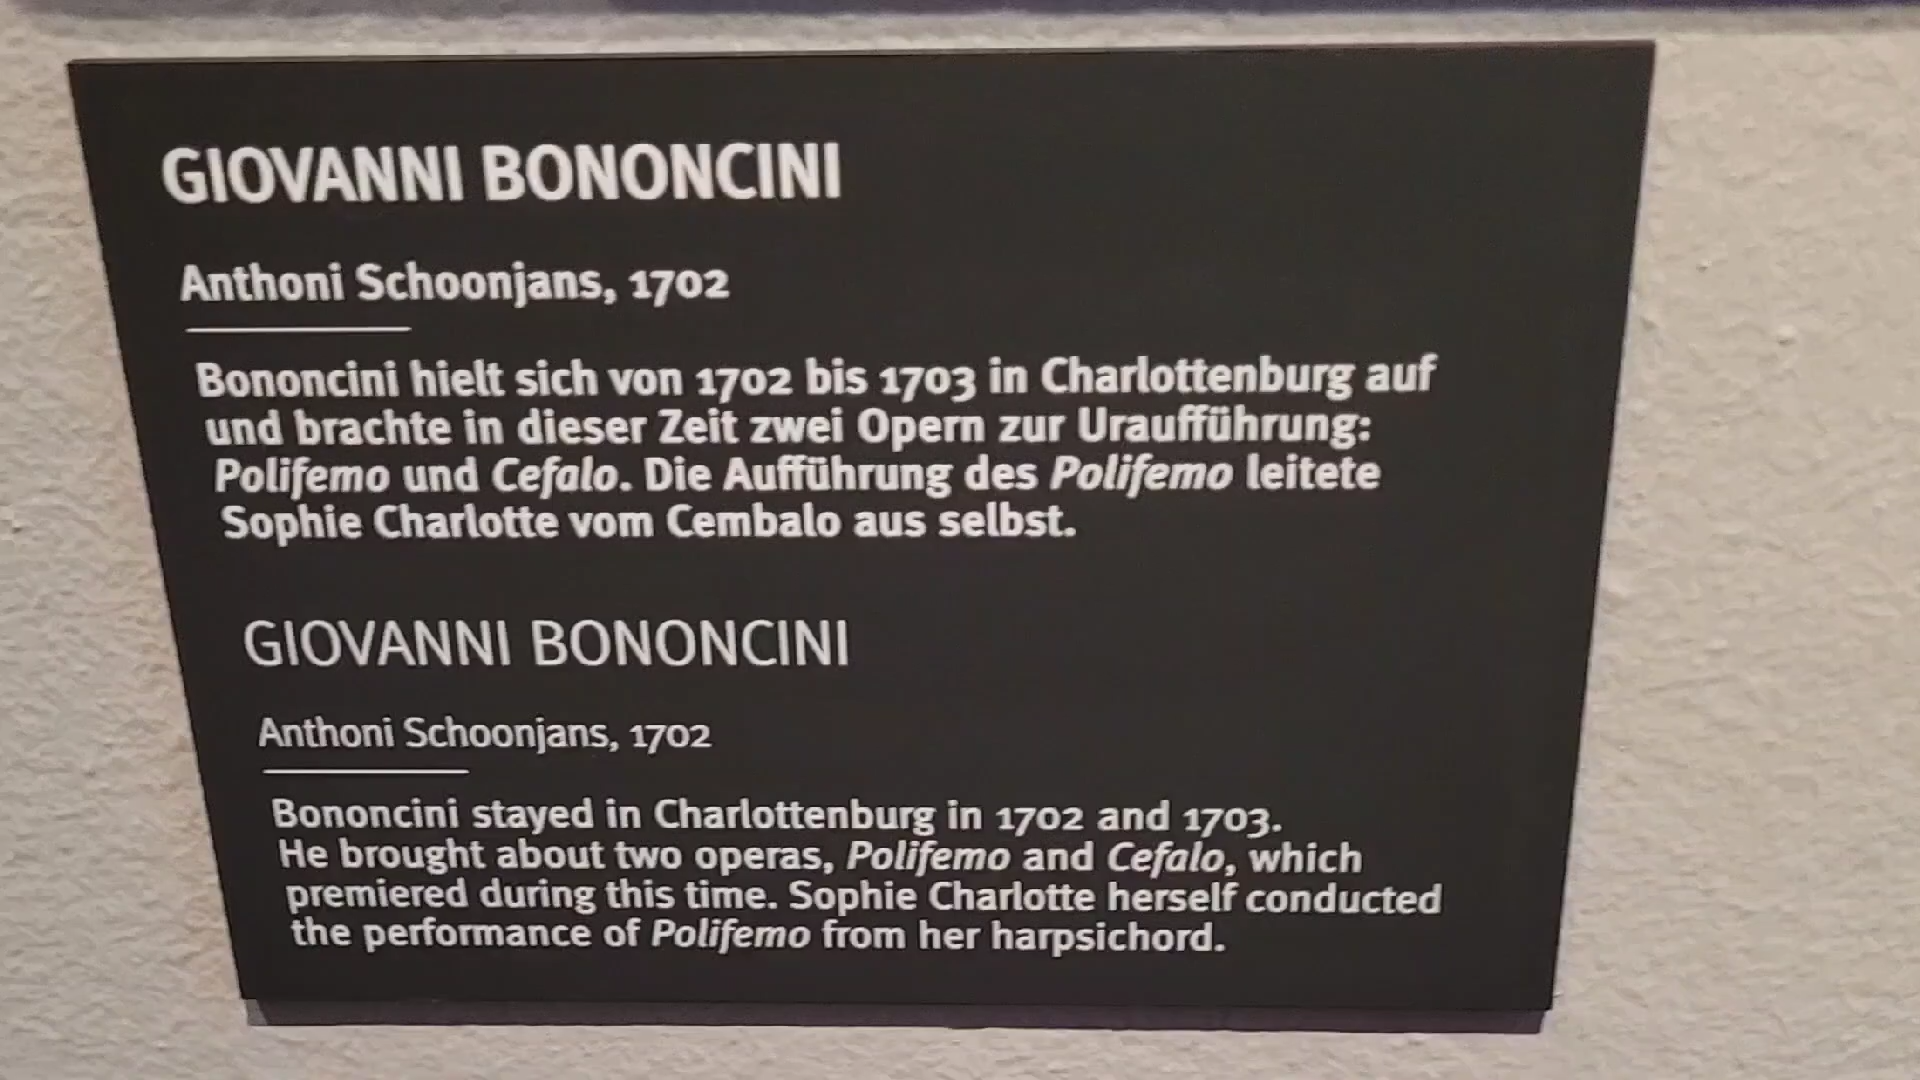 GIOVANNI BONONCINI
Anthoni Schoonjans, 1702
Bononcini hielt sich von 1702 bis 1703 in Charlottenburg auf
und brachte in dieser Zeit zwei Opern zur Uraufführung:
Polifemo und Cefalo. Die Aufführung des Polifemo leitete
Sophie Charlotte vom Cembalo aus selbst.
GIOVANNI BONONCINI
Anthoni Schoonjans, 1702
Bononcini stayed in Charlottenburg in 1702 and 1703.
He brought about two operas, Polifemo and Cefalo, which
premiered during this time. Sophie Charlotte herself conducted
the performance of Polifemo from her harpsichord.